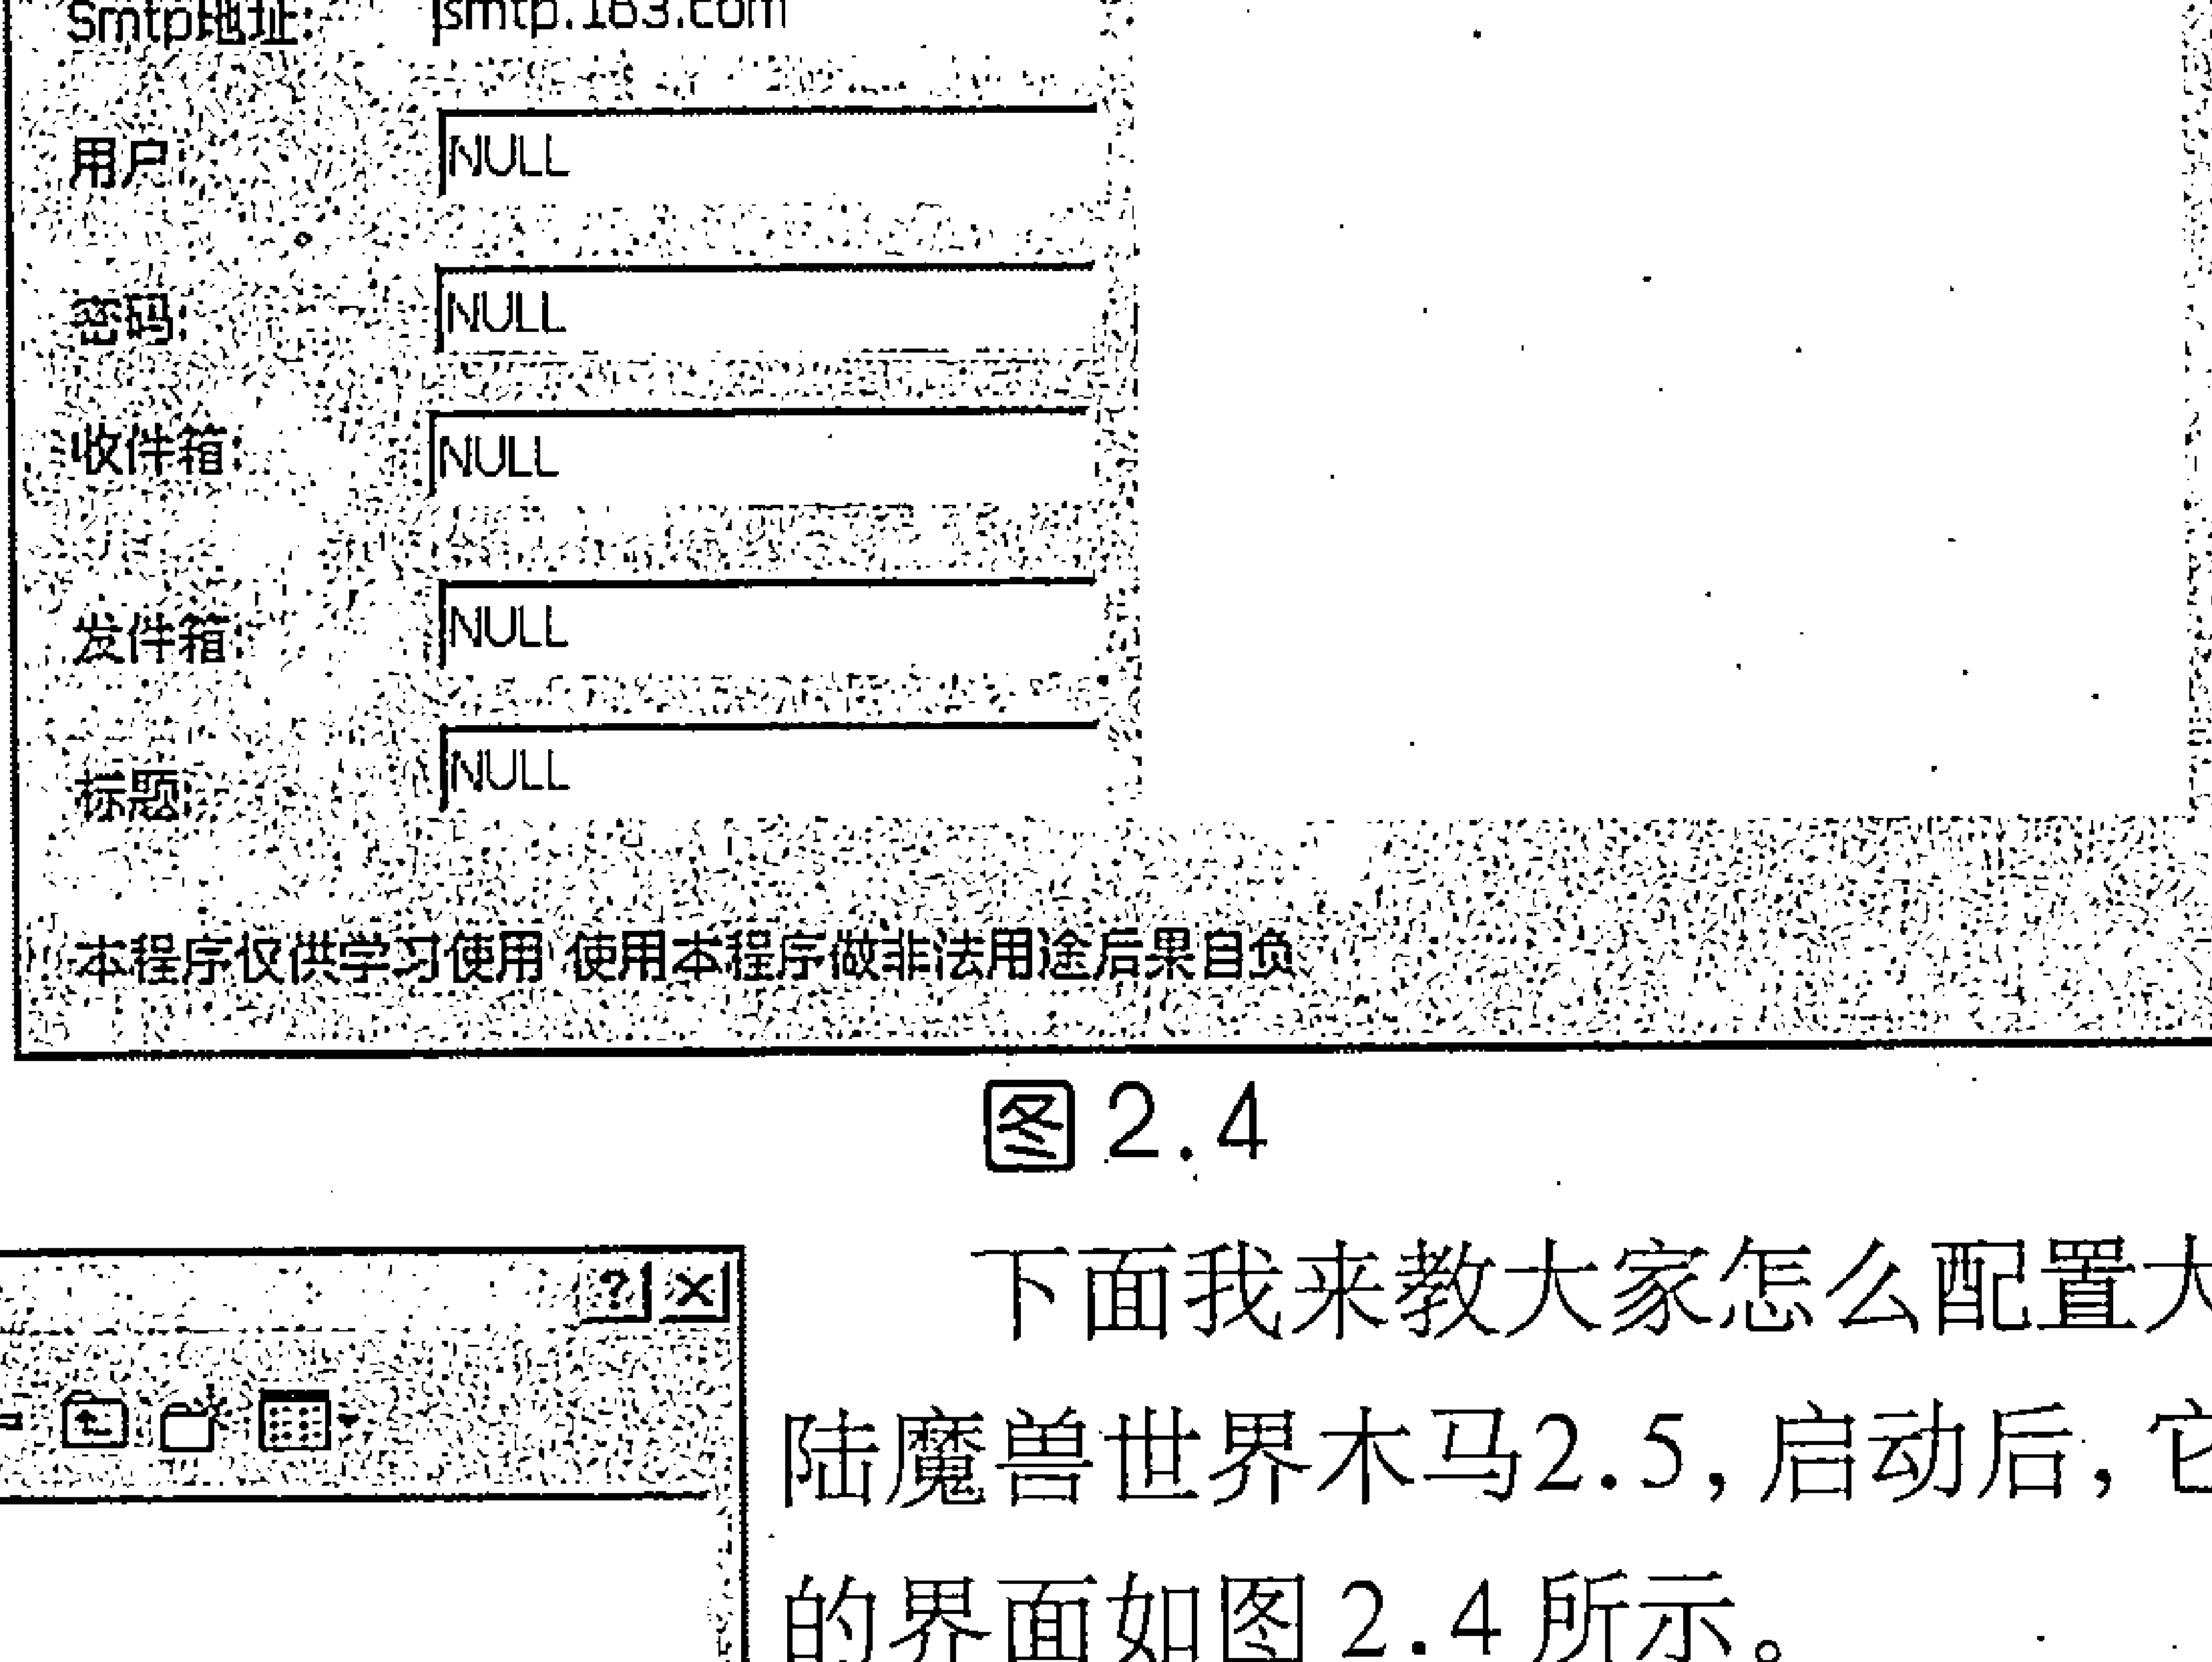 Smtp地址: smtp.163.com
用户: NULL
密码: NULL
收件箱: NULL
发件箱: NULL
标题: NULL
本程序仅供学习使用 使用本程序做非法用途后果自负
图 2.4
下面我来教大家怎么配置大
陆魔兽世界木马2.5,启动后,它
的界面如图 2.4 所示。